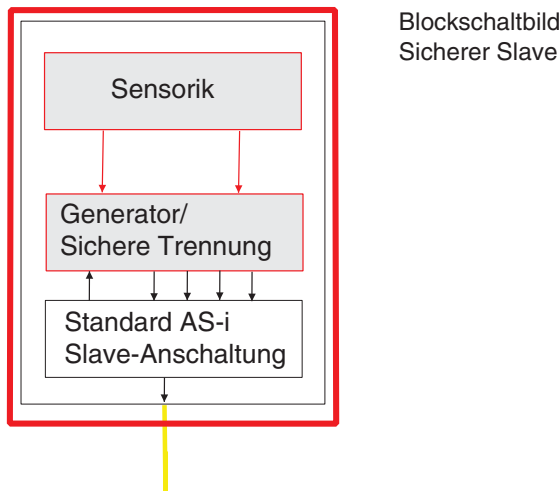 Blockschaltbild
Sicherer Slave
Sensorik
Generator/
Sichere Trennung
Standard AS-i
Slave-Anschaltung